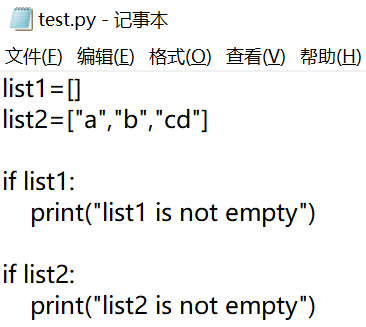 test.py - 记事本
文件(F) 编辑(E) 格式(O) 查看(V) 帮助(H)
list1=[]
list2=["a","b","cd"]
if list1:
    print("list1 is not empty")
if list2:
    print("list2 is not empty")